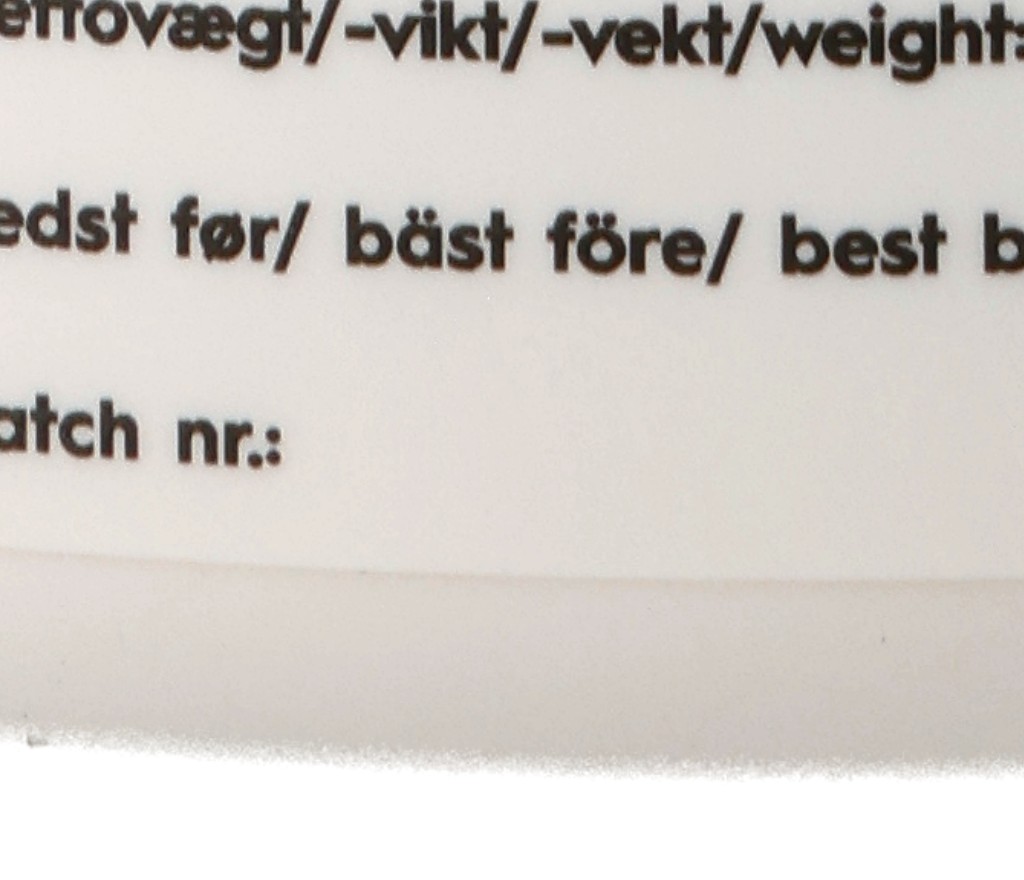 ettovægt/-vikt/-vekt/weight:
edst før/ bäst före/ best b
atch nr.: